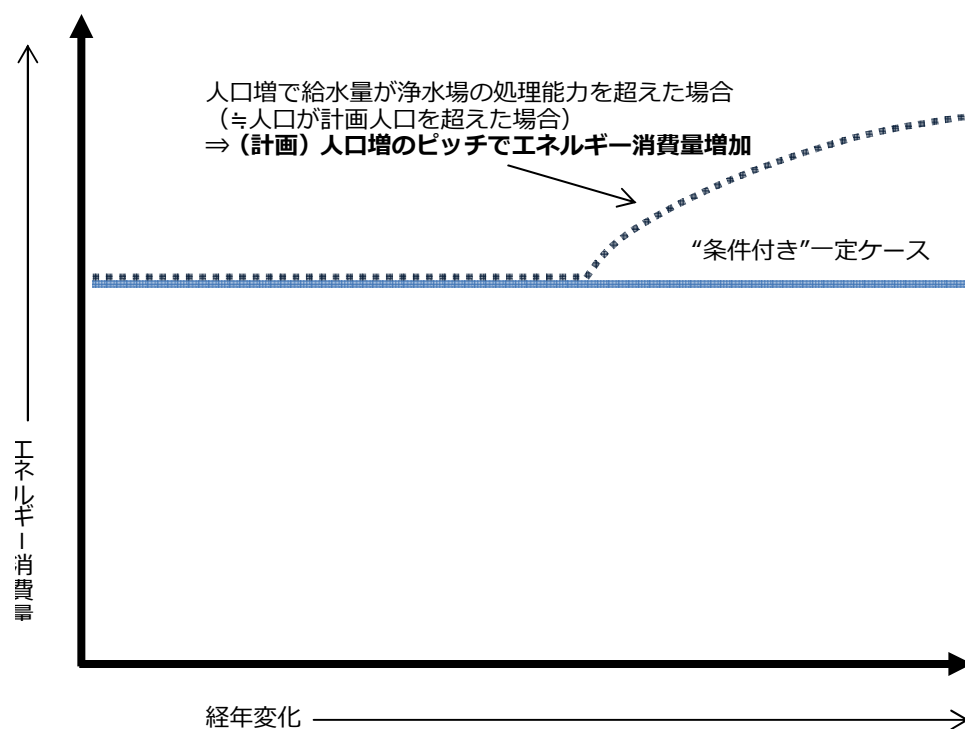 人口増で給水量が浄水場の処理能力を超えた場合
（≒人口が計画人口を超えた場合）
⇒（計画）人口増のピッチでエネルギー消費量増加
“条件付き”一定ケース
エネルギー消費量
経年変化